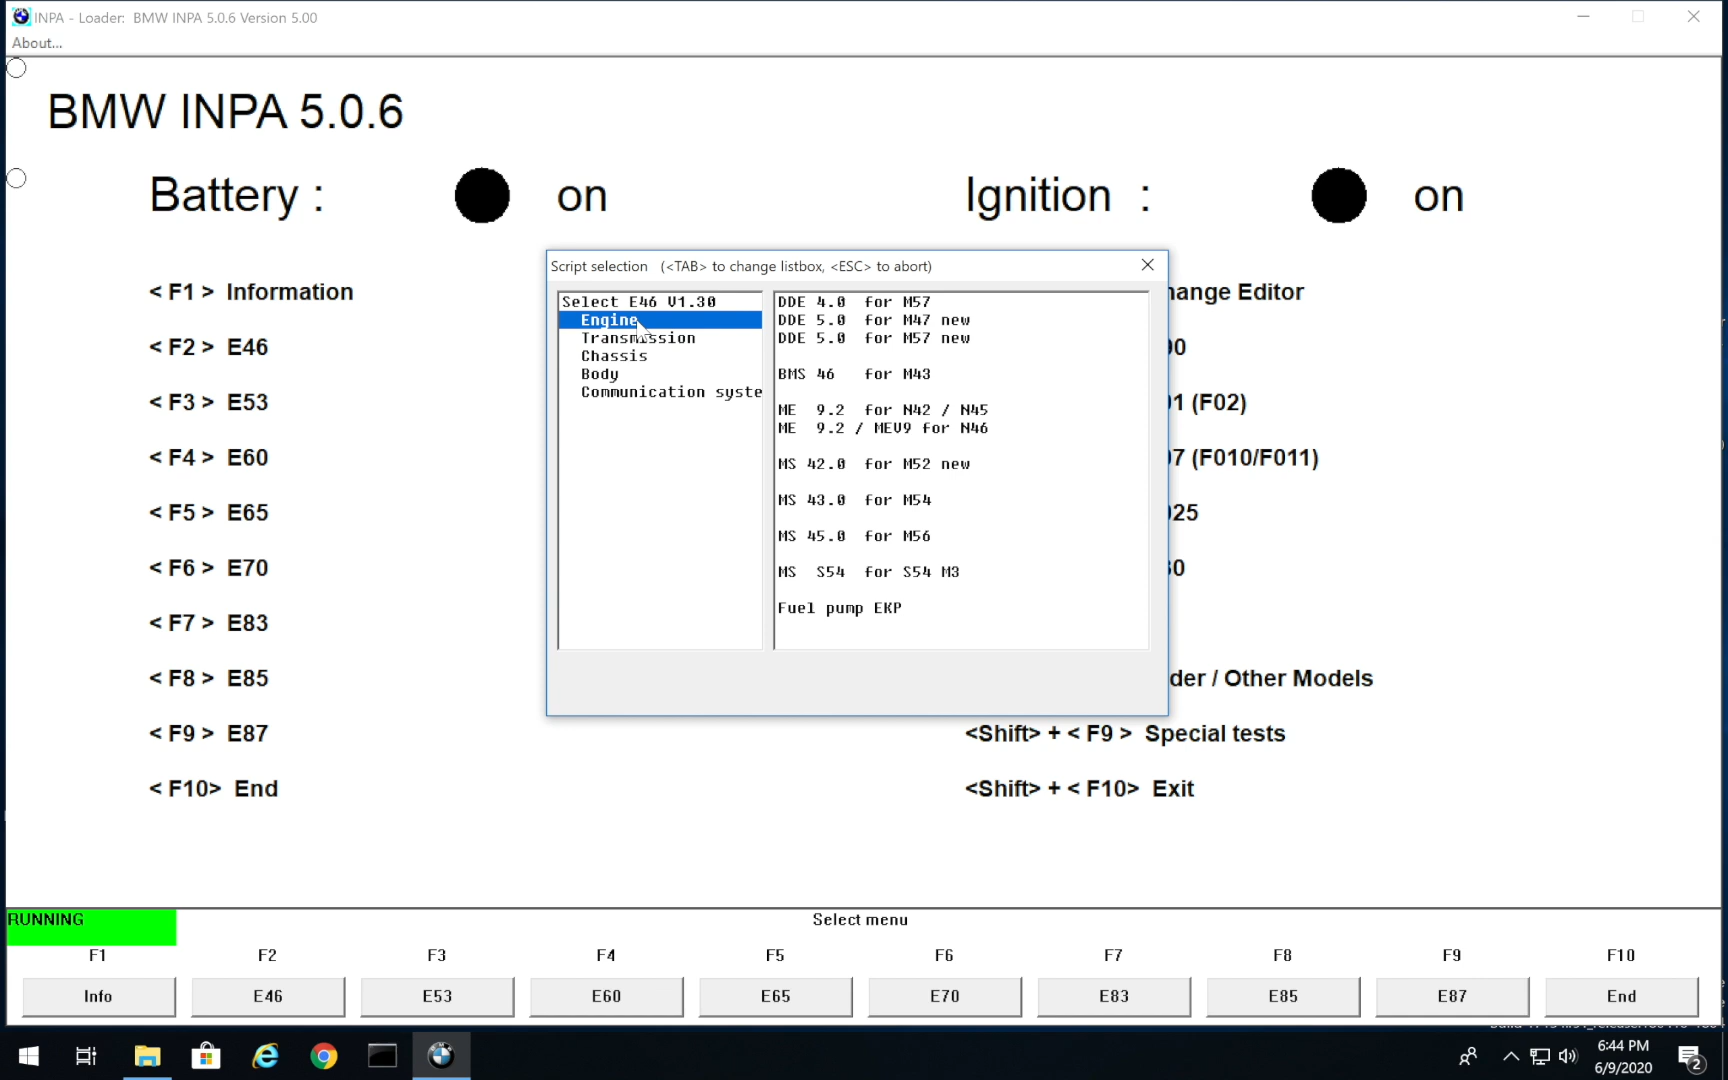 INPA - Loader: BMW INPA 5.0.6 Version 5.00
About...
BMW INPA 5.0.6
Battery : on
Ignition : on
< F1 > Information
< F2 > E46
< F3 > E53
< F4 > E60
< F5 > E65
< F6 > E70
< F7 > E83
< F8 > E85
< F9 > E87
< F10> End
Script selection (<TAB> to change listbox, <ESC> to abort)
Select E46 V1.30
Engine
Transmission
Chassis
Body
Communication syste
DDE 4.0 for M57
DDE 5.0 for M47 new
DDE 5.0 for M57 new
BMS 46 for M43
ME 9.2 for N42 / N45
ME 9.2 / MEV9 for N46
MS 42.0 for M52 new
MS 43.0 for M54
MS 45.0 for M56
MS S54 for S54 M3
Fuel pump EKP
Editor
(F02)
(F010/F011)
/ Other Models
<Shift> + < F9 > Special tests
<Shift> + < F10> Exit
RUNNING
Select menu
F1 F2 F3 F4 F5 F6 F7 F8 F9 F10
Info E46 E53 E60 E65 E70 E83 E85 E87 End
6:44 PM
6/9/2020
2